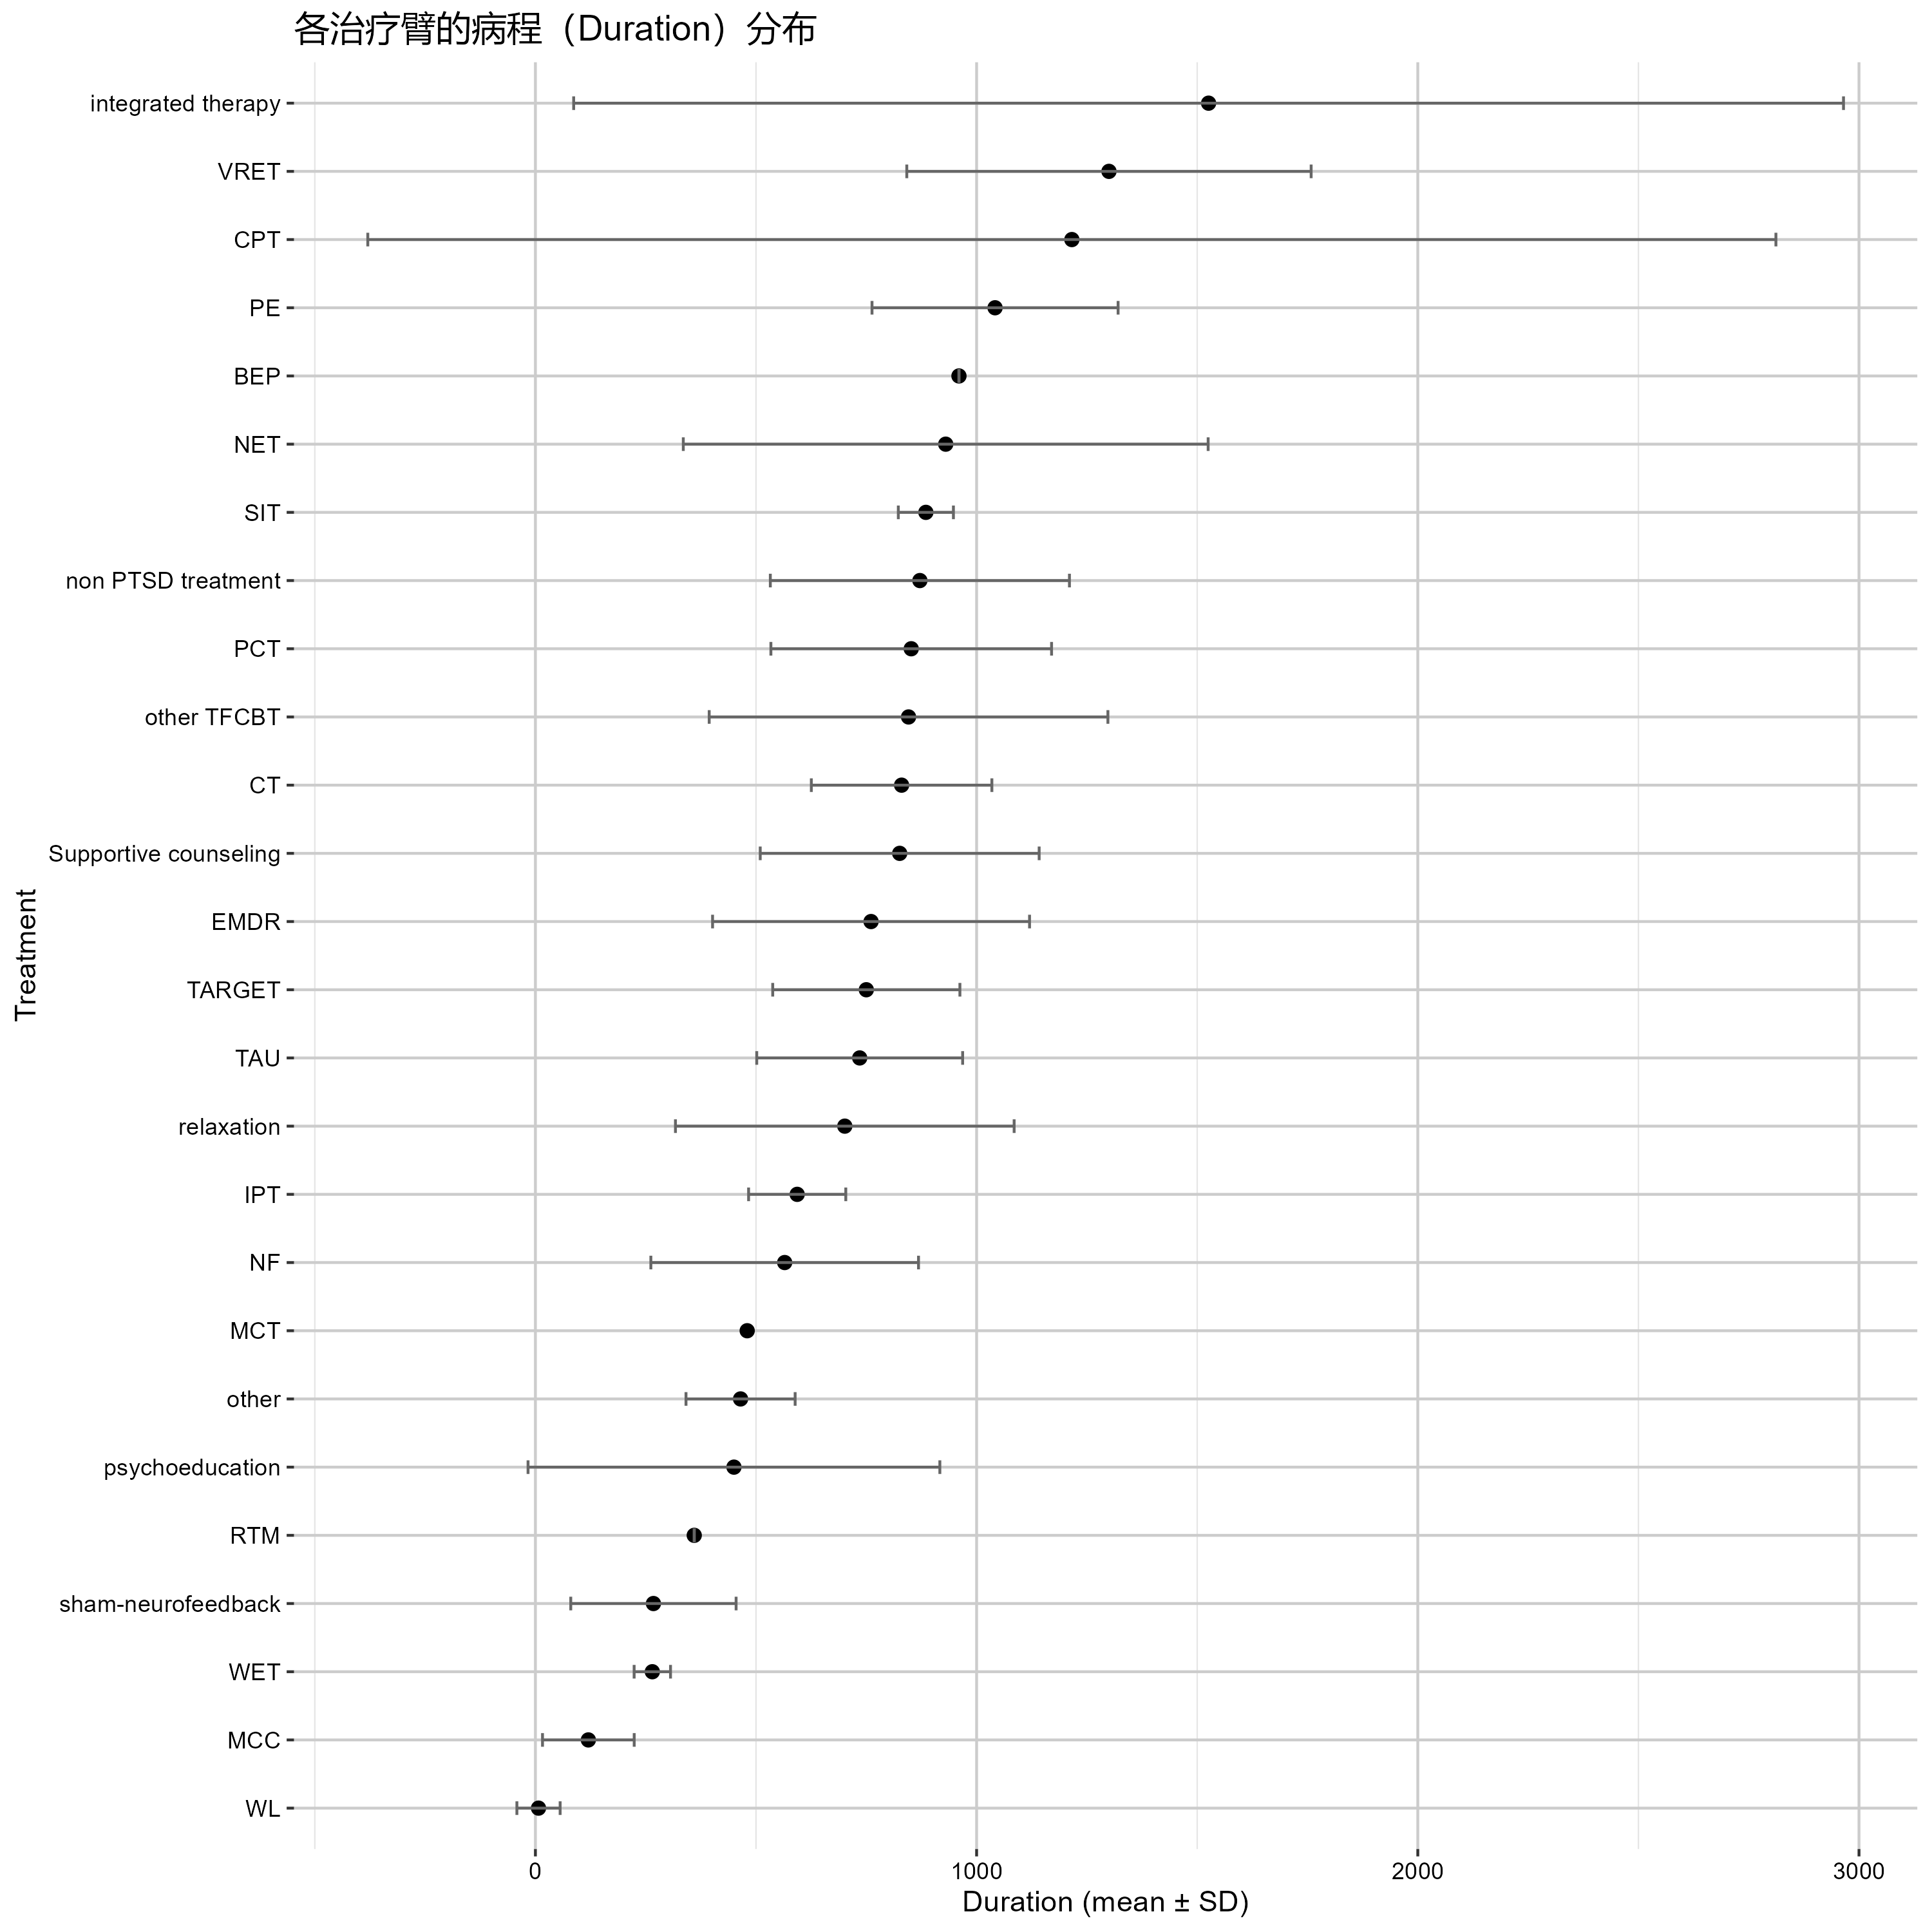 各治疗臂的病程（Duration）分布
integrated therapy
VRET
CPT
PE
BEP
NET
SIT
non PTSD treatment
PCT
other TFCBT
CT
Supportive counseling
EMDR
TARGET
TAU
relaxation
IPT
NF
MCT
other
psychoeducation
RTM
sham-neurofeedback
WET
MCC
WL
Treatment
0 1000 2000 3000
Duration (mean ± SD)